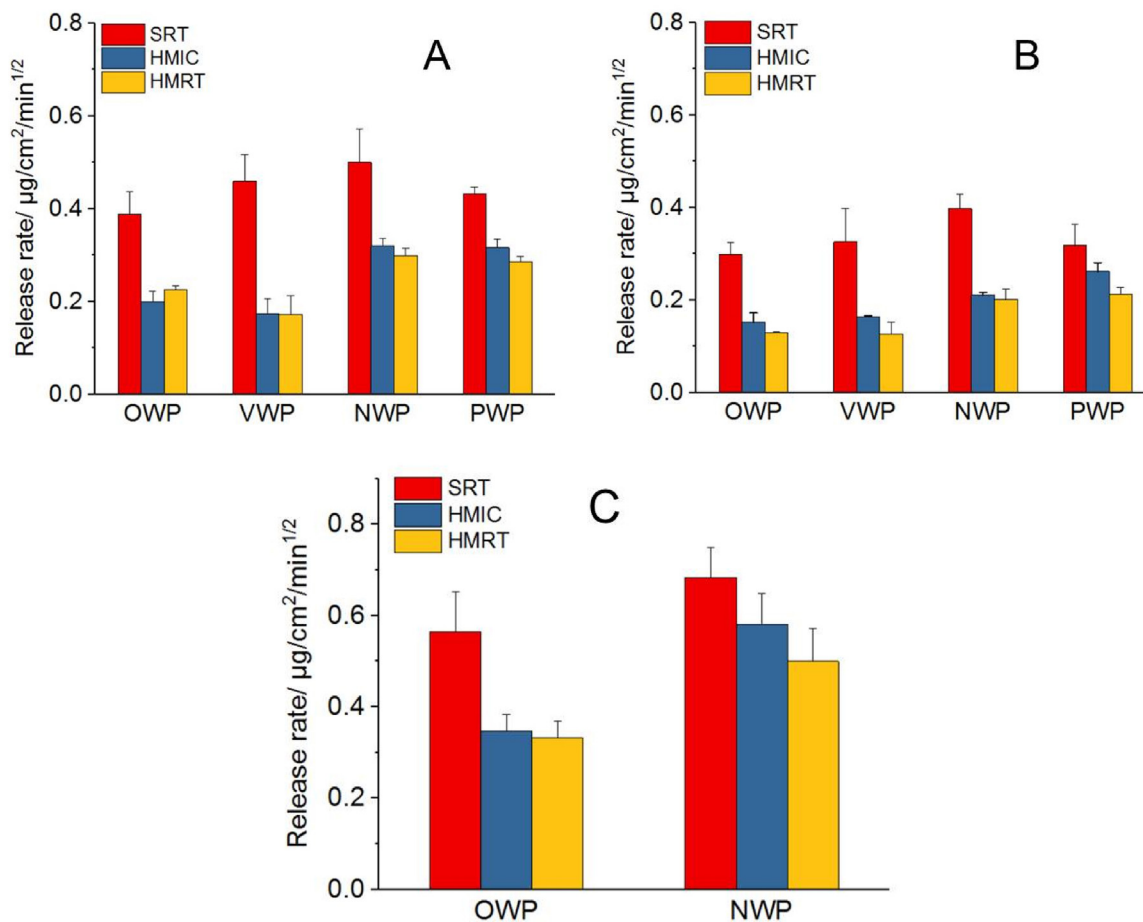 A
SRT
HMIC
HMRT
Release rate/ µg/cm²/min¹/²
0.8
0.6
0.4
0.2
0.0
OWP VWP NWP PWP
B
SRT
HMIC
HMRT
Release rate/ µg/cm²/min¹/²
0.8
0.6
0.4
0.2
0.0
OWP VWP NWP PWP
C
SRT
HMIC
HMRT
Release rate/ µg/cm²/min¹/²
0.8
0.6
0.4
0.2
0.0
OWP NWP